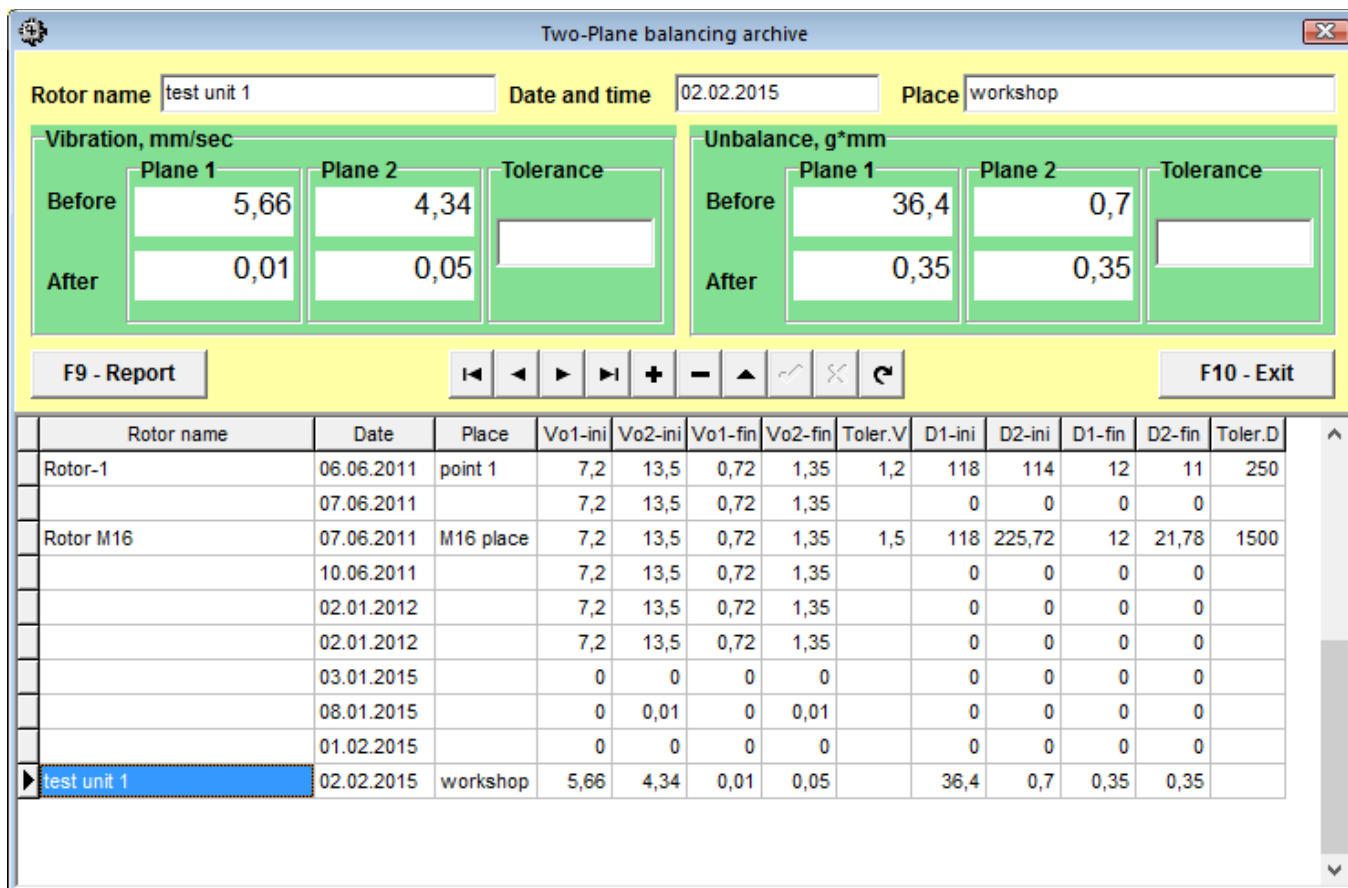 Two-Plane balancing archive
Rotor name test unit 1 Date and time 02.02.2015 Place workshop
Vibration, mm/sec Unbalance, g*mm
Plane 1 Plane 2 Tolerance Plane 1 Plane 2 Tolerance
Before 5,66 4,34 Before 36,4 0,7
After 0,01 0,05 After 0,35 0,35
F9 - Report F10 - Exit
Rotor name Date Place Vo1-ini Vo2-ini Vo1-fin Vo2-fin Toler.V D1-ini D2-ini D1-fin D2-fin Toler.D
Rotor-1 06.06.2011 point 1 7,2 13,5 0,72 1,35 1,2 118 114 12 11 250
07.06.2011 7,2 13,5 0,72 1,35 0 0 0 0
Rotor M16 07.06.2011 M16 place 7,2 13,5 0,72 1,35 1,5 118 225,72 12 21,78 1500
10.06.2011 7,2 13,5 0,72 1,35 0 0 0 0
02.01.2012 7,2 13,5 0,72 1,35 0 0 0 0
02.01.2012 7,2 13,5 0,72 1,35 0 0 0 0
03.01.2015 0 0 0 0 0 0 0 0
08.01.2015 0 0,01 0 0,01 0 0 0 0
01.02.2015 0 0 0 0 0 0 0 0
test unit 1 02.02.2015 workshop 5,66 4,34 0,01 0,05 36,4 0,7 0,35 0,35